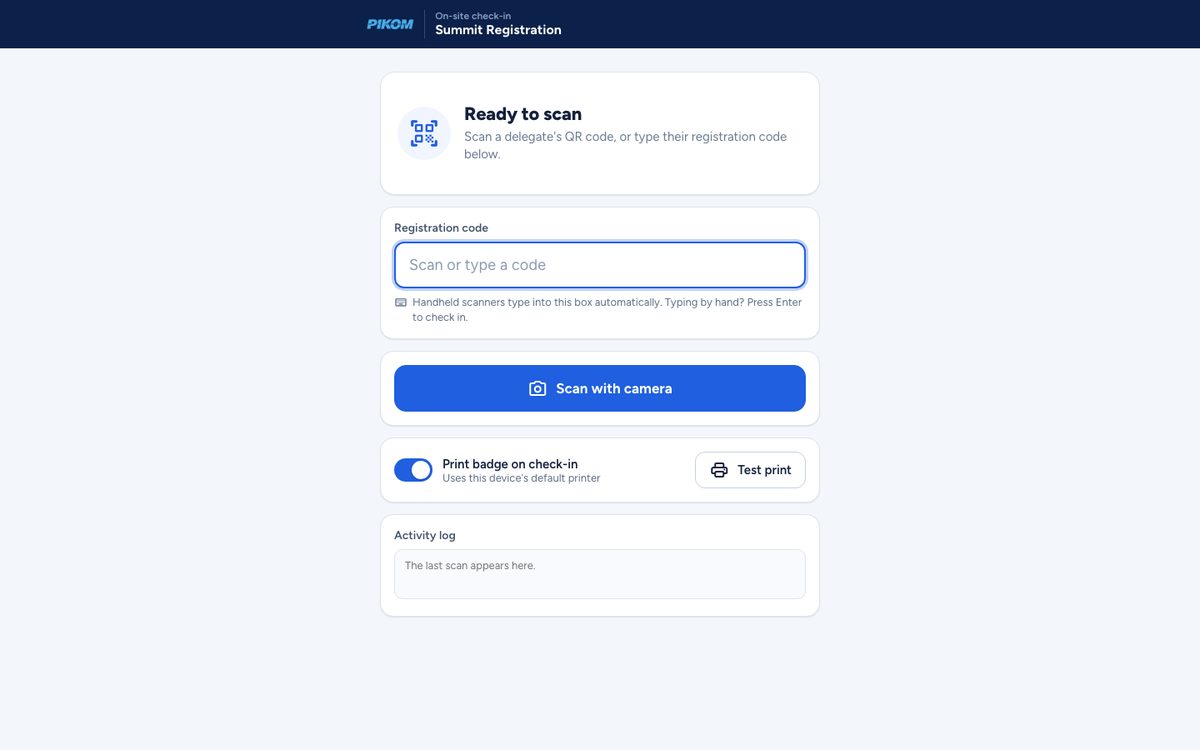 PIKOM
On-site check-in
Summit Registration
Ready to scan
Scan a delegate's QR code, or type their registration code
below.
Registration code
Scan or type a code
Handheld scanners type into this box automatically. Typing by hand? Press Enter
to check in.
Scan with camera
Print badge on check-in
Uses this device's default printer
Test print
Activity log
The last scan appears here.